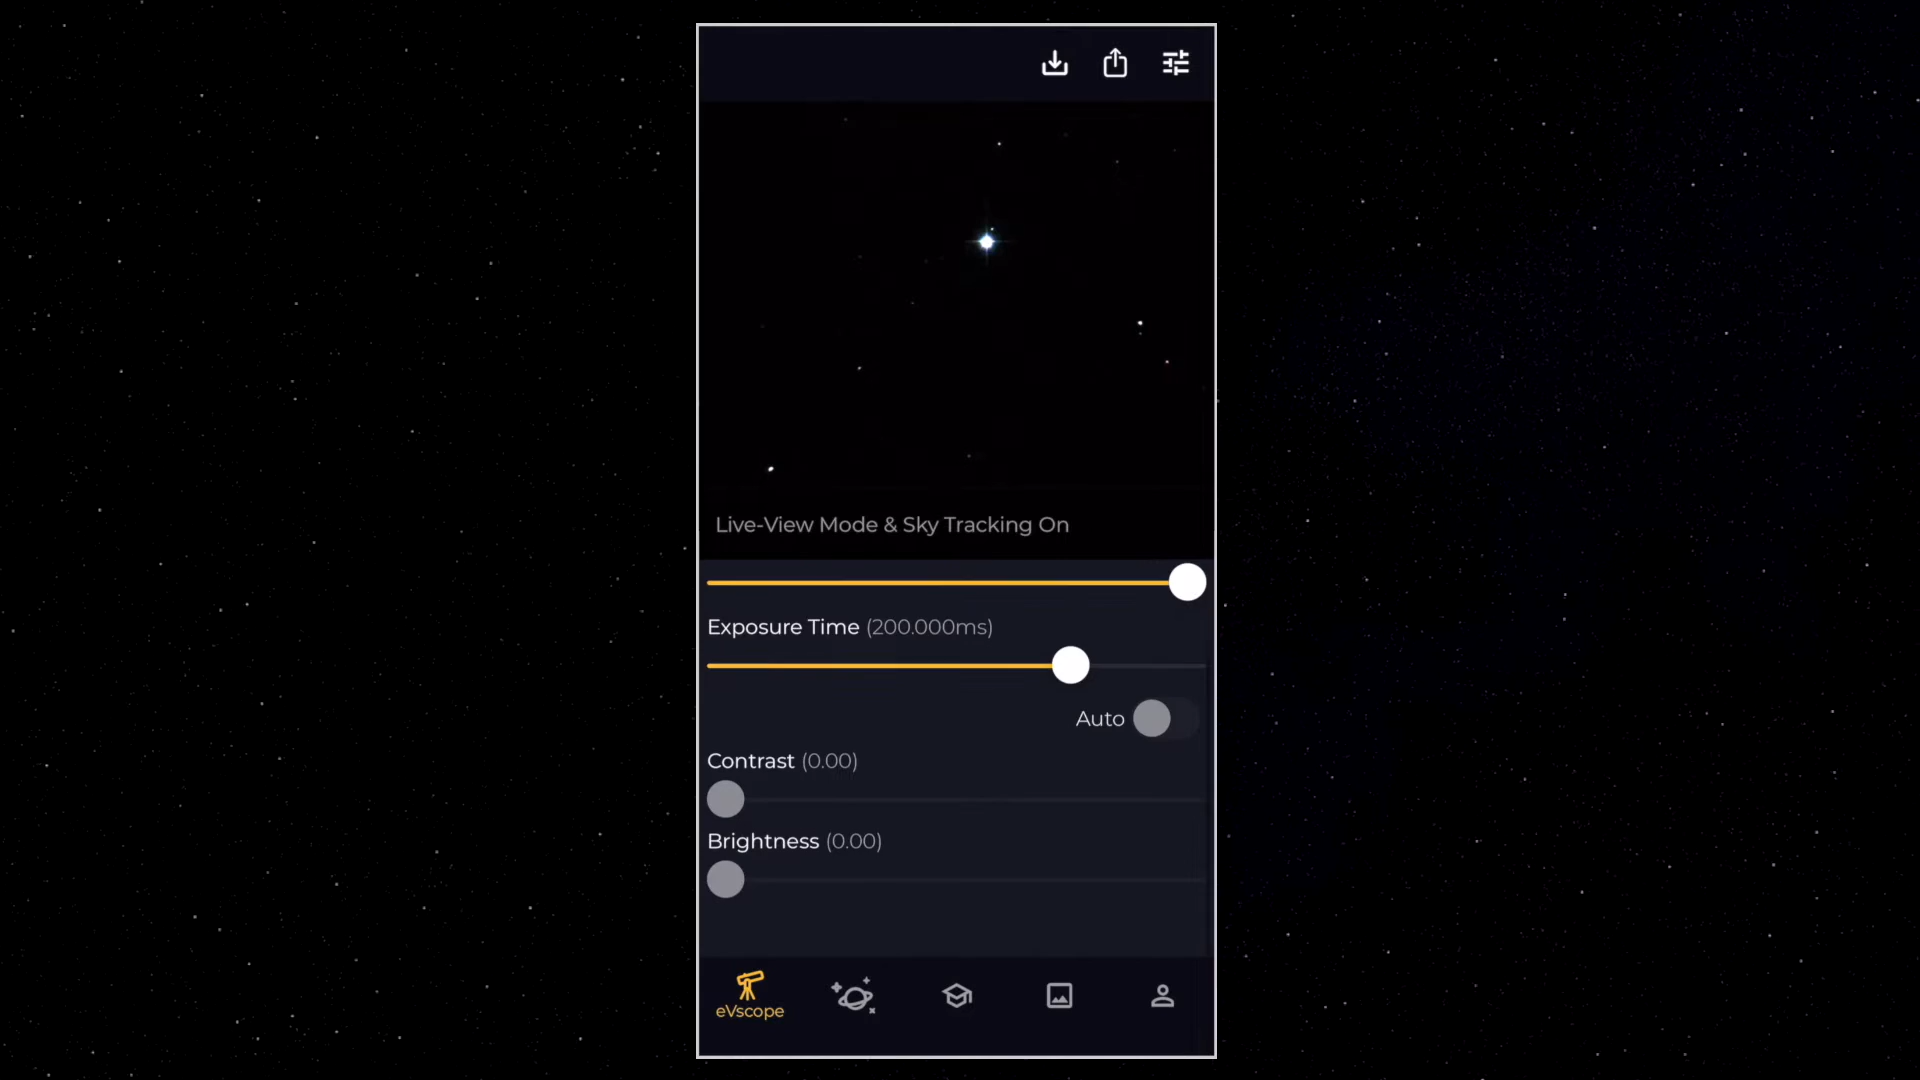 Live-View Mode & Sky Tracking On
Exposure Time (200.000ms)
Auto
Contrast (0.00)
Brightness (0.00)
eVscope